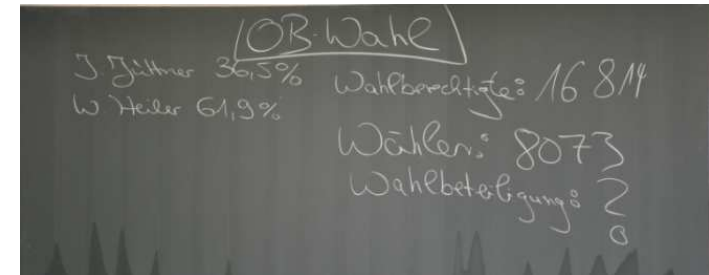 OB-Wahl
J. Jüttner 36,5%
W Heiler 61,9%
Wahlberechtigte: 16 814
Wähler: 8073
Wahlbeteiligung: ?